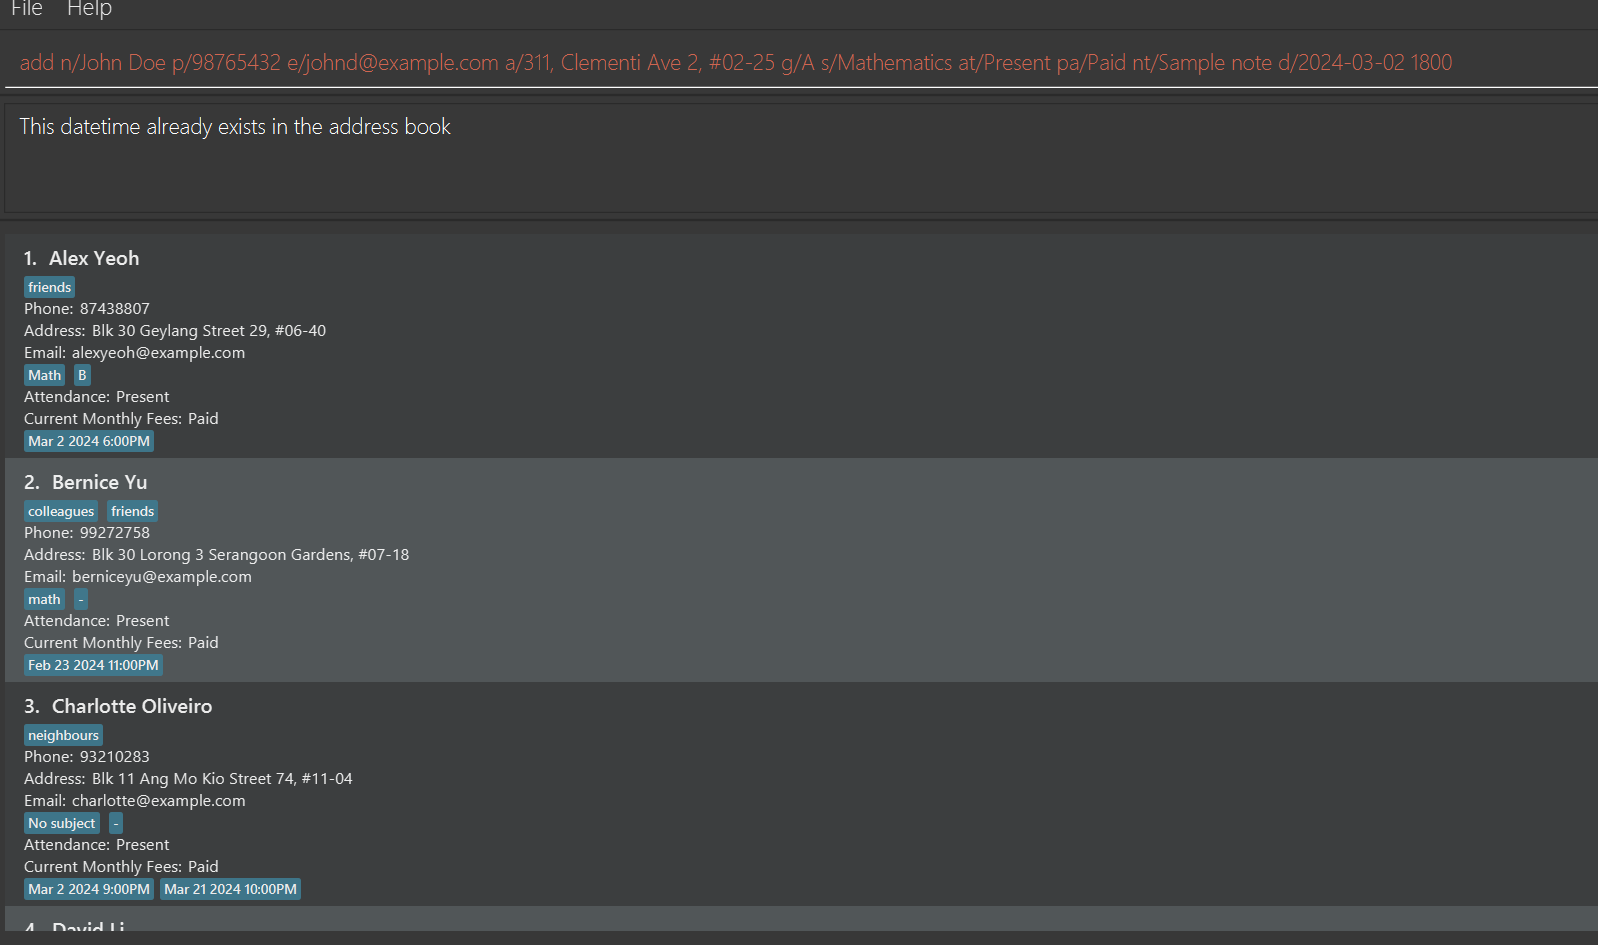 File Help
add n/John Doe p/98765432 e/johnd@example.com a/311, Clementi Ave 2, #02-25 g/A s/Mathematics at/Present pa/Paid nt/Sample note d/2024-03-02 1800
This datetime already exists in the address book
1. Alex Yeoh
friends
Phone: 87438807
Address: Blk 30 Geylang Street 29, #06-40
Email: alexyeoh@example.com
Math B
Attendance: Present
Current Monthly Fees: Paid
Mar 2 2024 6:00PM
2. Bernice Yu
colleagues friends
Phone: 99272758
Address: Blk 30 Lorong 3 Serangoon Gardens, #07-18
Email: berniceyu@example.com
math -
Attendance: Present
Current Monthly Fees: Paid
Feb 23 2024 11:00PM
3. Charlotte Oliveiro
neighbours
Phone: 93210283
Address: Blk 11 Ang Mo Kio Street 74, #11-04
Email: charlotte@example.com
No subject -
Attendance: Present
Current Monthly Fees: Paid
Mar 2 2024 9:00PM Mar 21 2024 10:00PM
4. David Li